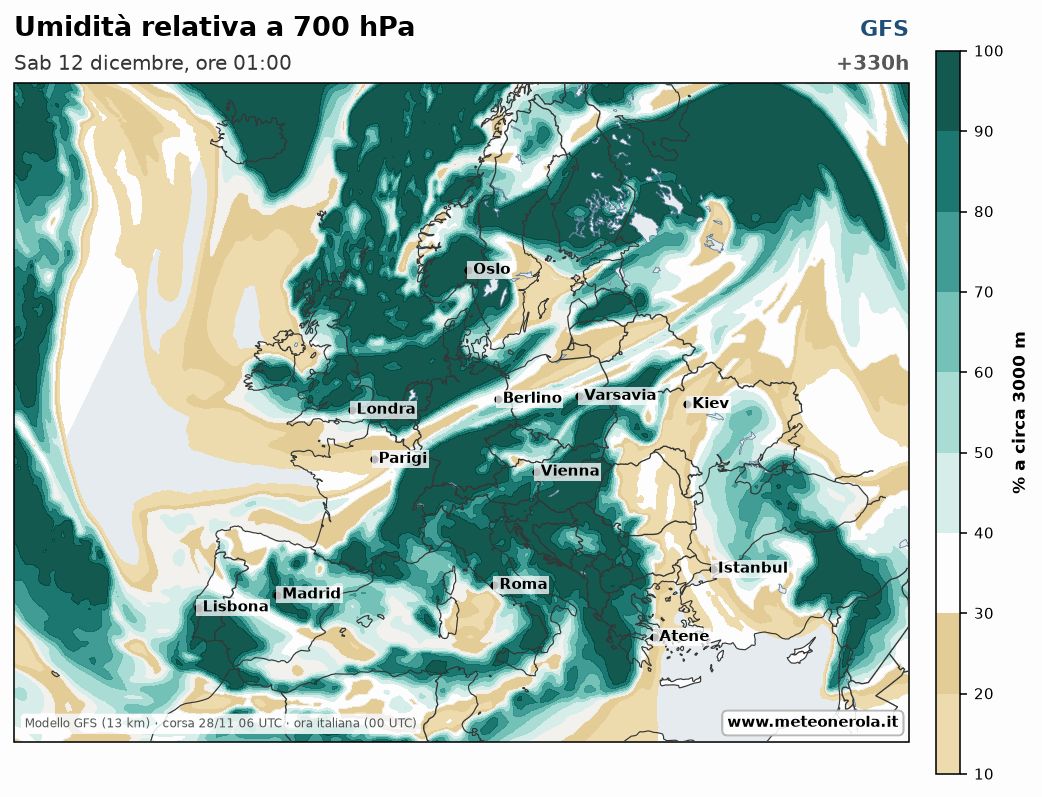 Umidità relativa a 700 hPa
GFS
Sab 12 dicembre, ore 01:00
+330h
100
90
80
70
60
50
40
30
20
10
% a circa 3000 m
Oslo
Londra
Berlino
Varsavia
Kiev
Parigi
Vienna
Istanbul
Roma
Madrid
Lisbona
Atene
Modello GFS (13 km) · corsa 28/11 06 UTC · ora italiana (00 UTC)
www.meteonerola.it